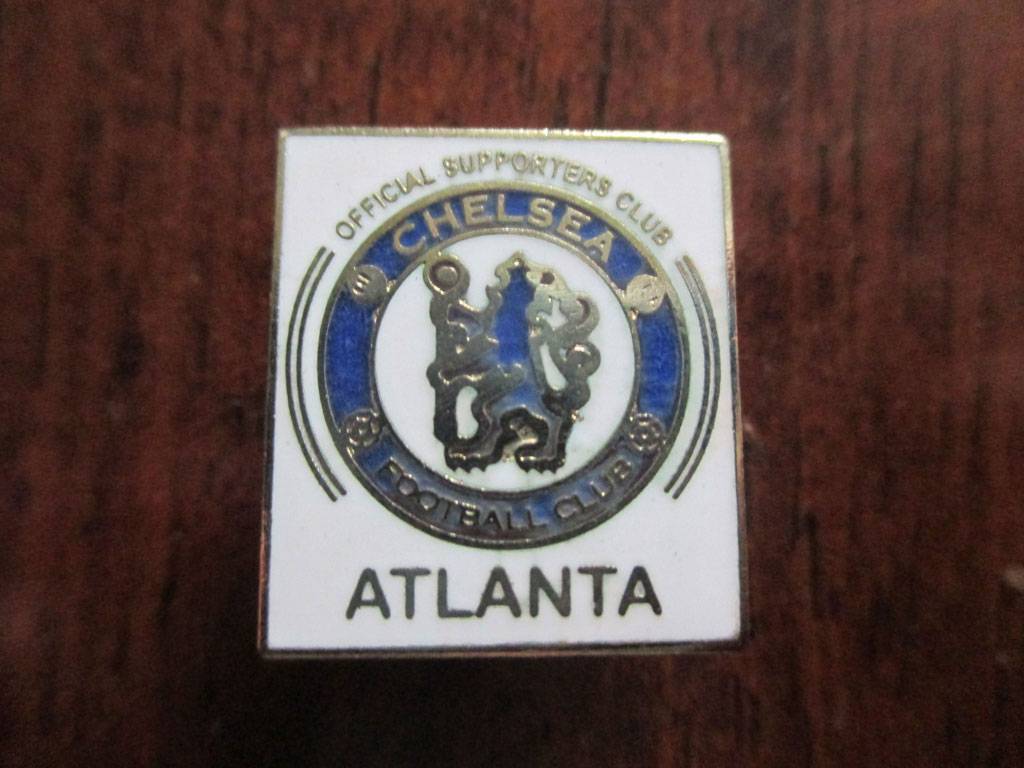 OFFICIAL SUPPORTERS CLUB
CHELSEA
FOOTBALL CLUB
ATLANTA